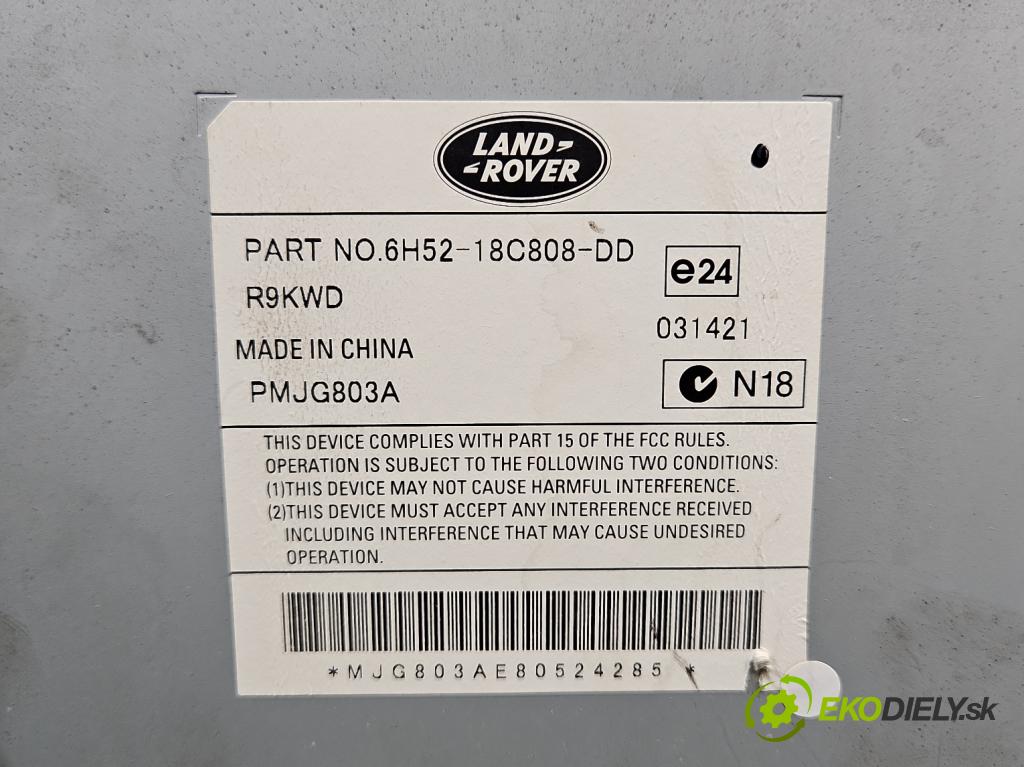 LAND-
-ROVER
PART NO.6H52-18C808-DD
e24
R9KWD
031421
MADE IN CHINA
N18
PMJG803A
THIS DEVICE COMPLIES WITH PART 15 OF THE FCC RULES.
OPERATION IS SUBJECT TO THE FOLLOWING TWO CONDITIONS:
(1)THIS DEVICE MAY NOT CAUSE HARMFUL INTERFERENCE.
(2)THIS DEVICE MUST ACCEPT ANY INTERFERENCE RECEIVED
INCLUDING INTERFERENCE THAT MAY CAUSE UNDESIRED
OPERATION.
*MJG803AE80524285*
EKODIELY.sk